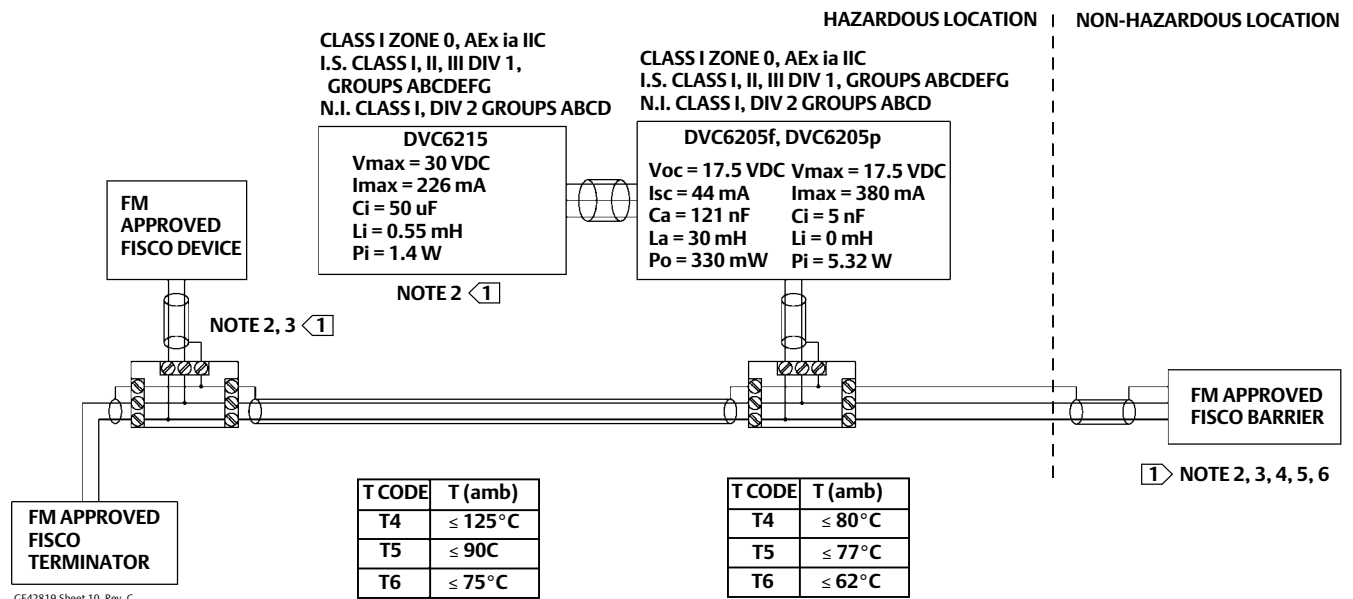 HAZARDOUS LOCATION
NON-HAZARDOUS LOCATION
CLASS I ZONE 0, AEx ia IIC
I.S. CLASS I, II, III DIV 1,
GROUPS ABCDEFG
N.I. CLASS I, DIV 2 GROUPS ABCD
CLASS I ZONE 0, AEx ia IIC
I.S. CLASS I, II, III DIV 1, GROUPS ABCDEFG
N.I. CLASS I, DIV 2 GROUPS ABCD
DVC6215
Vmax = 30 VDC
Imax = 226 mA
Ci = 50 uF
Li = 0.55 mH
Pi = 1.4 W
DVC6205f, DVC6205p
Voc = 17.5 VDC Vmax = 17.5 VDC
Isc = 44 mA Imax = 380 mA
Ca = 121 nF Ci = 5 nF
La = 30 mH Li = 0 mH
Po = 330 mW Pi = 5.32 W
FM
APPROVED
FISCO DEVICE
NOTE 2 1
NOTE 2, 3 1
FM APPROVED
FISCO BARRIER
1 NOTE 2, 3, 4, 5, 6
FM APPROVED
FISCO
TERMINATOR
T CODE T (amb)
T4 ≤ 125°C
T5 ≤ 90C
T6 ≤ 75°C
T CODE T (amb)
T4 ≤ 80°C
T5 ≤ 77°C
T6 ≤ 62°C
GE42819 Sheet 10, Rev. C